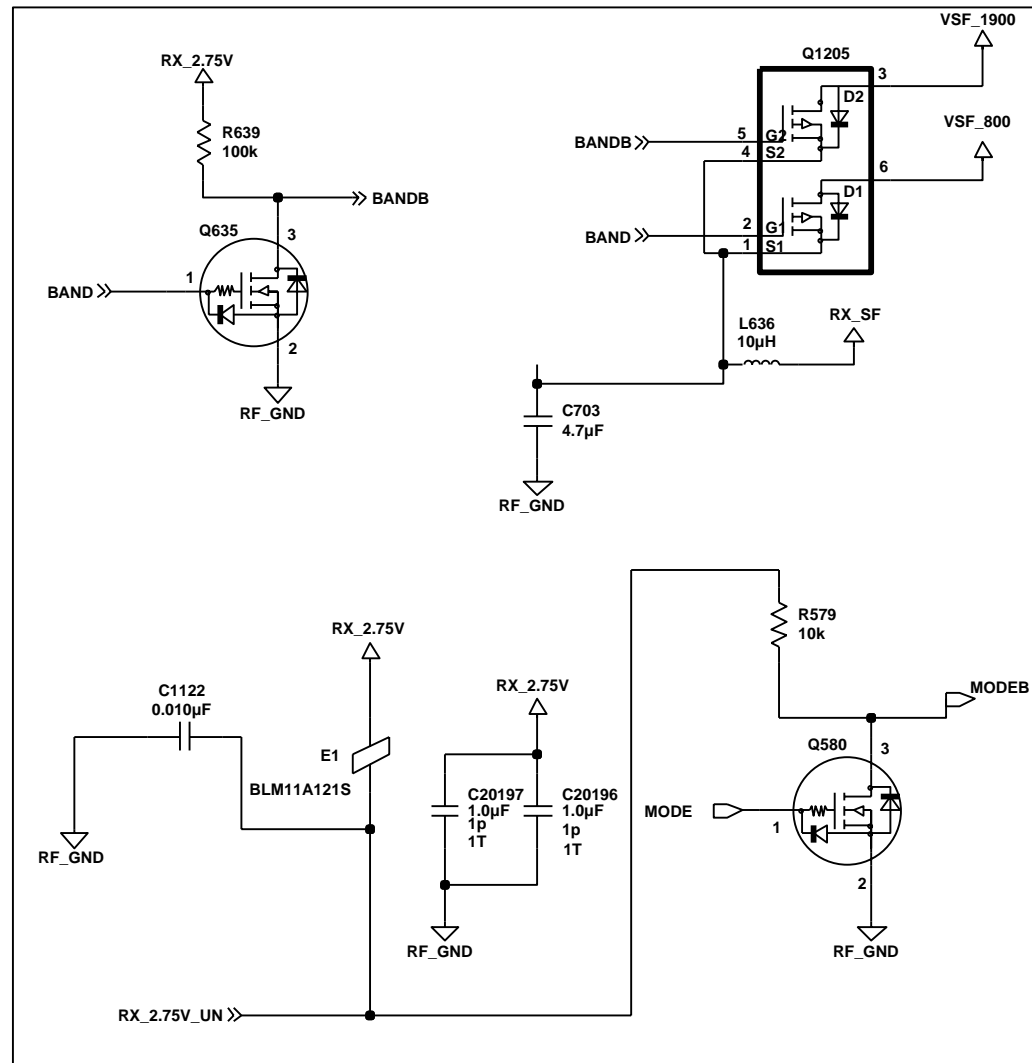 VSF_1900
RX_2.75V
Q1205
3
D2
R639
100k
VSF_800
BANDB
5
G2
4
S2
6
BANDB
D1
Q635
3
2
G1
BAND
1
S1
1
BAND
L636
10µH
RX_SF
2
RF_GND
C703
4.7µF
RF_GND
R579
10k
RX_2.75V
RX_2.75V
MODEB
C1122
0.010µF
E1
Q580
3
BLM11A121S
C20197
1.0µF
1p
1T
C20196
1.0µF
1p
1T
MODE
1
RF_GND
2
RF_GND
RF_GND
RX_2.75V_UN